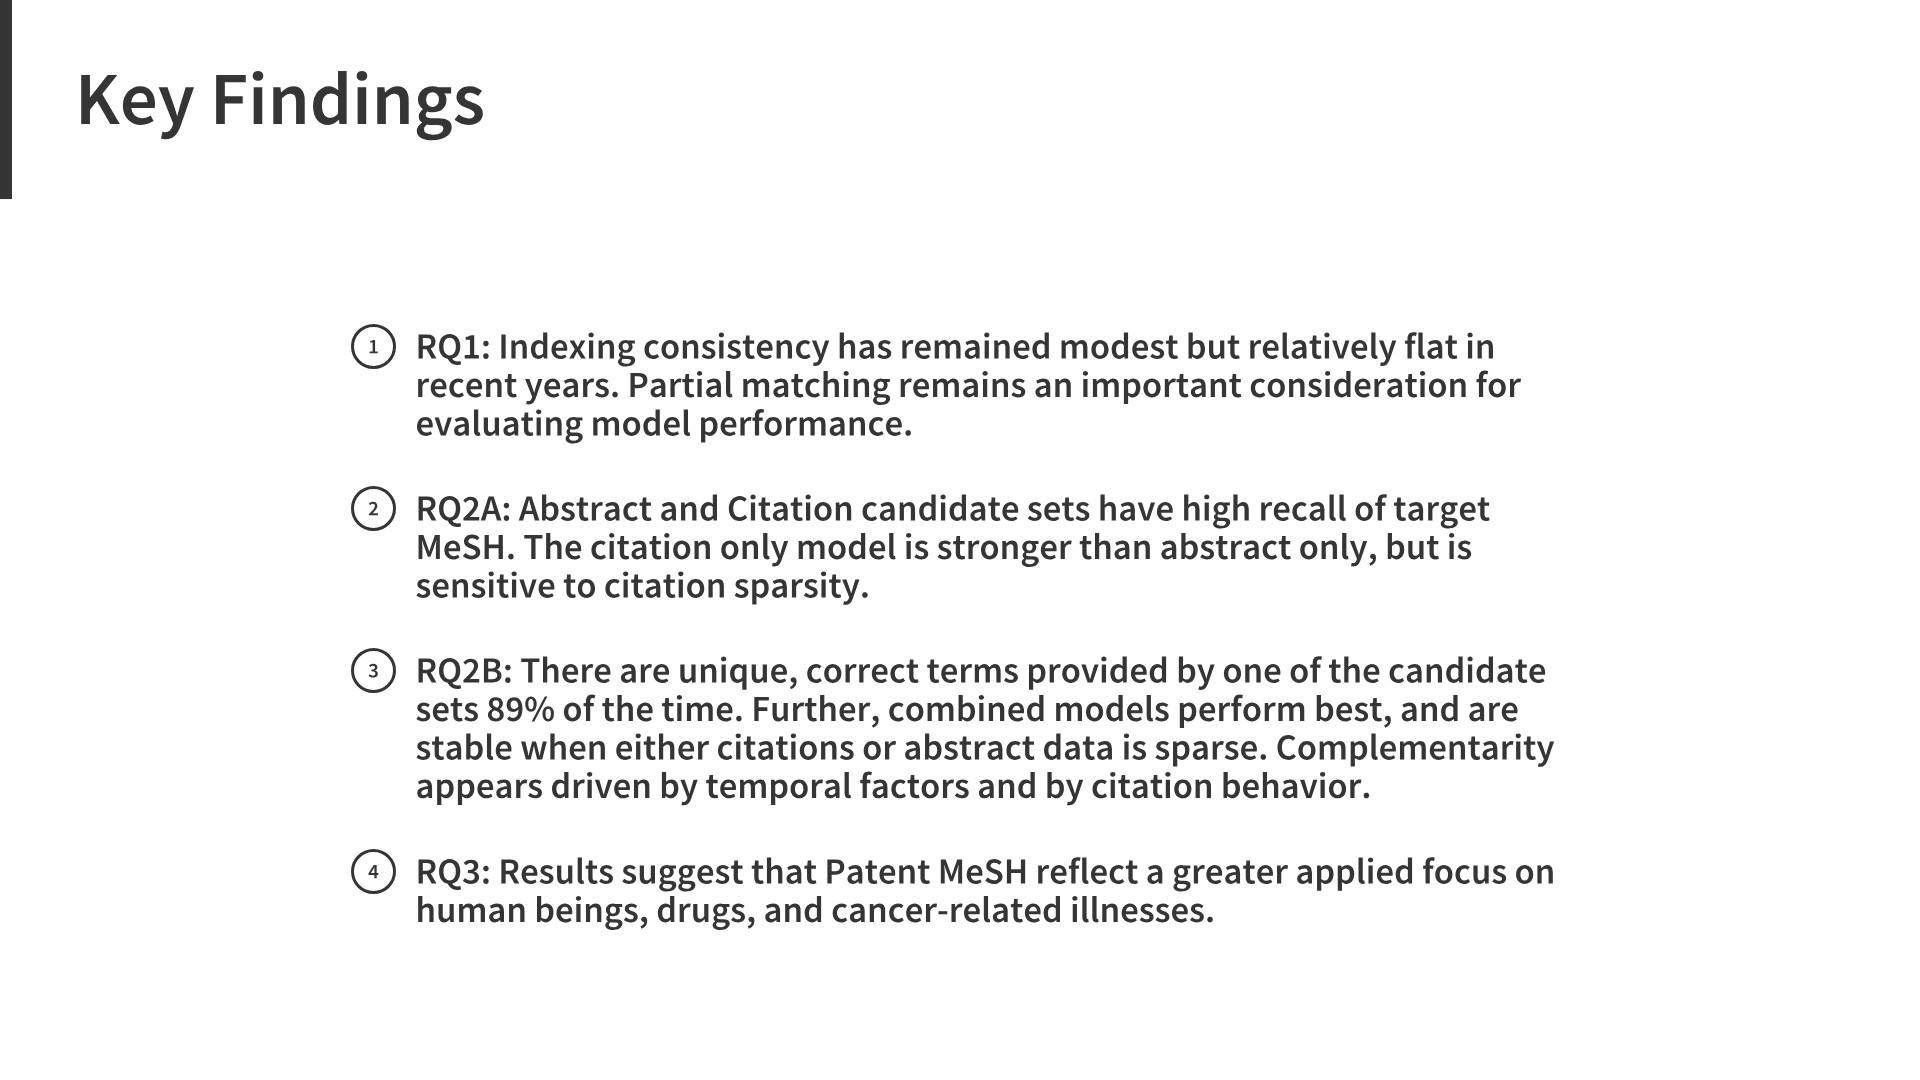 Key Findings
1 RQ1: Indexing consistency has remained modest but relatively flat in
recent years. Partial matching remains an important consideration for
evaluating model performance.
2 RQ2A: Abstract and Citation candidate sets have high recall of target
MeSH. The citation only model is stronger than abstract only, but is
sensitive to citation sparsity.
3 RQ2B: There are unique, correct terms provided by one of the candidate
sets 89% of the time. Further, combined models perform best, and are
stable when either citations or abstract data is sparse. Complementarity
appears driven by temporal factors and by citation behavior.
4 RQ3: Results suggest that Patent MeSH reflect a greater applied focus on
human beings, drugs, and cancer-related illnesses.